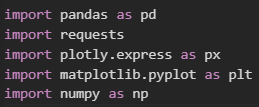 import pandas as pd
import requests
import plotly.express as px
import matplotlib.pyplot as plt
import numpy as np